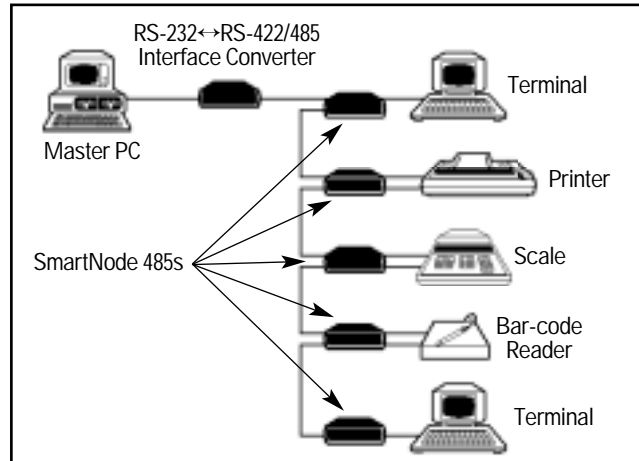 RS-232↔RS-422/485
Interface Converter
Terminal
Master PC
Printer
SmartNode 485s
Scale
Bar-code
Reader
Terminal